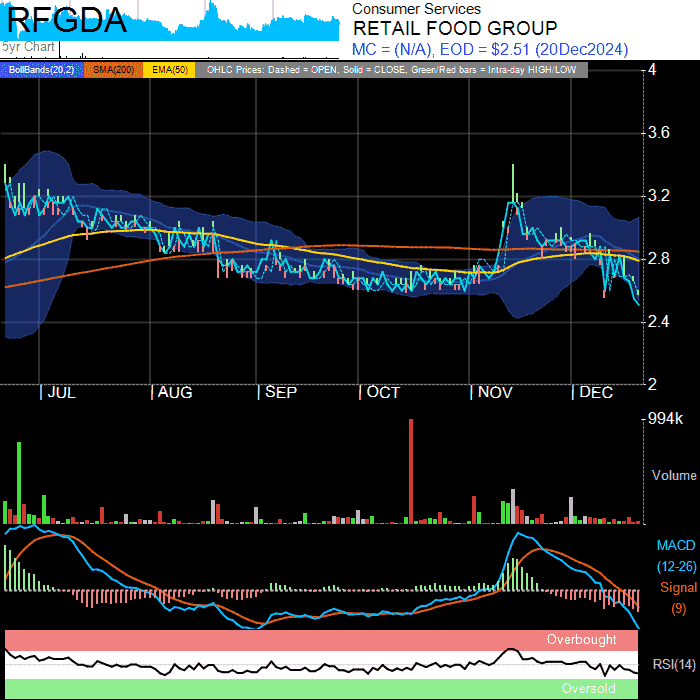 RFGDA
5yr Chart
Consumer Services
RETAIL FOOD GROUP
MC = (N/A), EOD = $2.51 (20Dec2024)
BollBands(20,2) SMA(200) EMA(50) OHLC Prices: Dashed = OPEN, Solid = CLOSE, Green/Red bars = Intra-day HIGH/LOW
4
3.6
3.2
2.8
2.4
2
JUL AUG SEP OCT NOV DEC
994k
Volume
MACD
(12-26)
Signal
(9)
Overbought
RSI(14)
Oversold